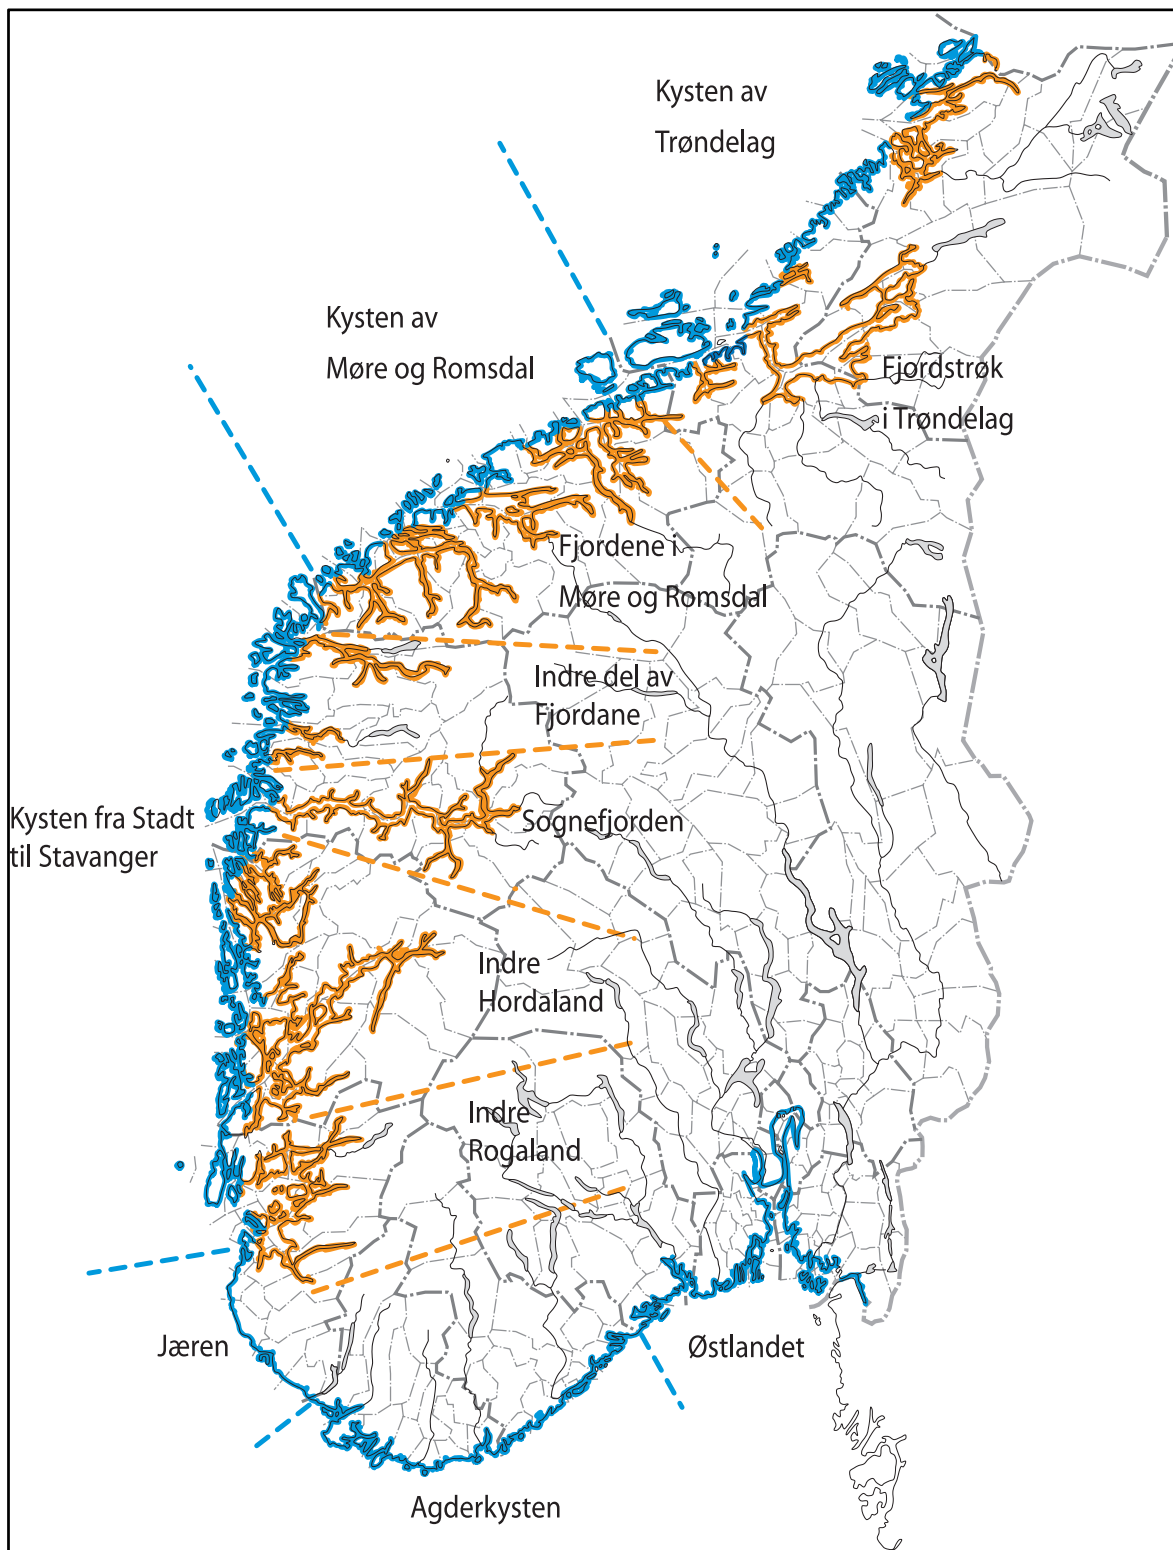 Kysten av
Trøndelag
Kysten av
Møre og Romsdal
Fjordstrøk
i Trøndelag
Fjordene i
Møre og Romsdal
Indre del av
Fjordane
Kysten fra Stadt
til Stavanger
Sognefjorden
Indre
Hordaland
Indre
Rogaland
Jæren
Østlandet
Agderkysten